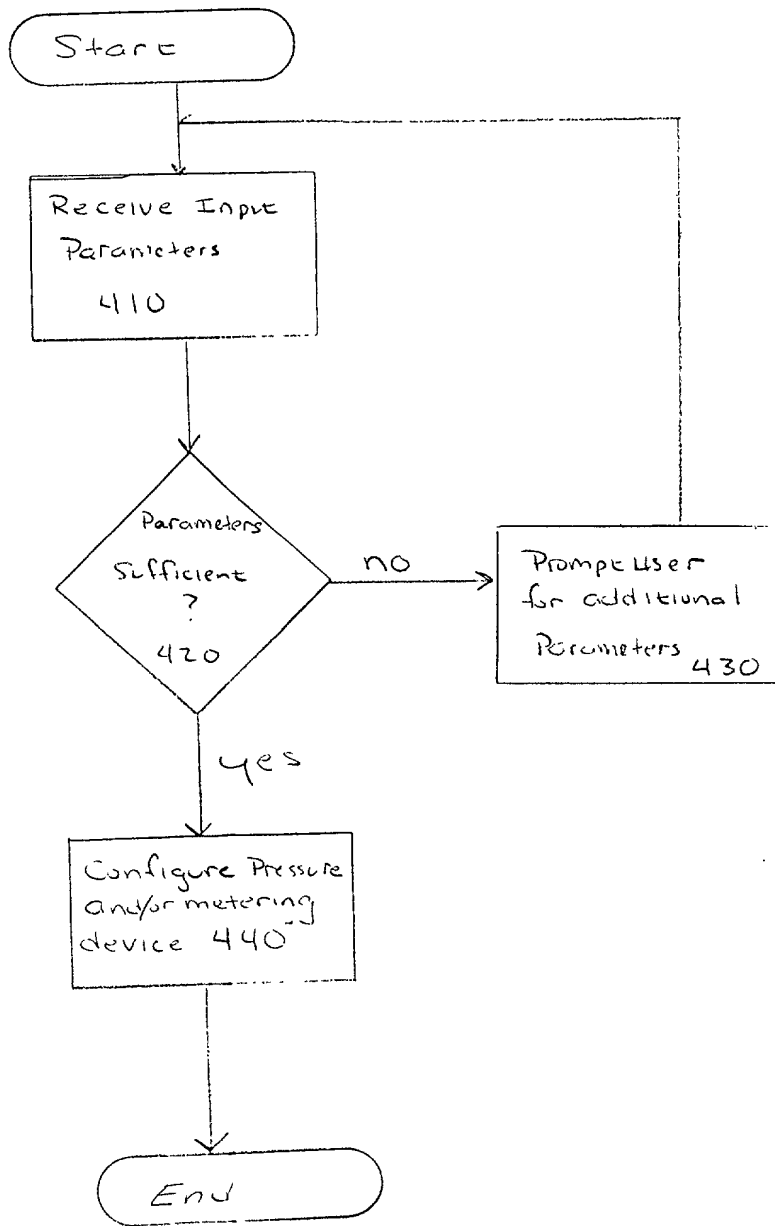 Start
Receive Input
Parameters
410
Parameters
Sufficient
?
420
no
Prompt User
for additional
Parameters
430
yes
Configure Pressure
and/or metering
device 440
End